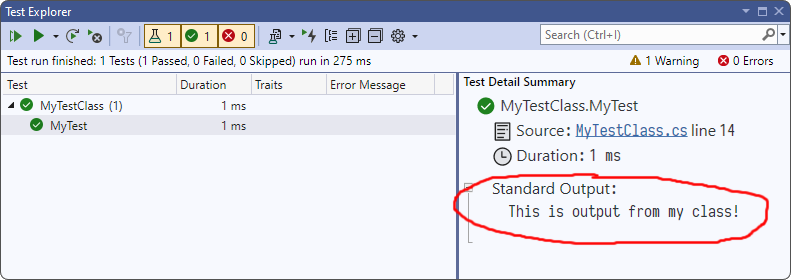 Test Explorer
1
1
0
Search (Ctrl+I)
Test run finished: 1 Tests (1 Passed, 0 Failed, 0 Skipped) run in 275 ms
1 Warning
0 Errors
Test Duration Traits Error Message
MyTestClass (1) 1 ms
MyTest 1 ms
Test Detail Summary
MyTestClass.MyTest
Source: MyTestClass.cs line 14
Duration: 1 ms
Standard Output:
This is output from my class!